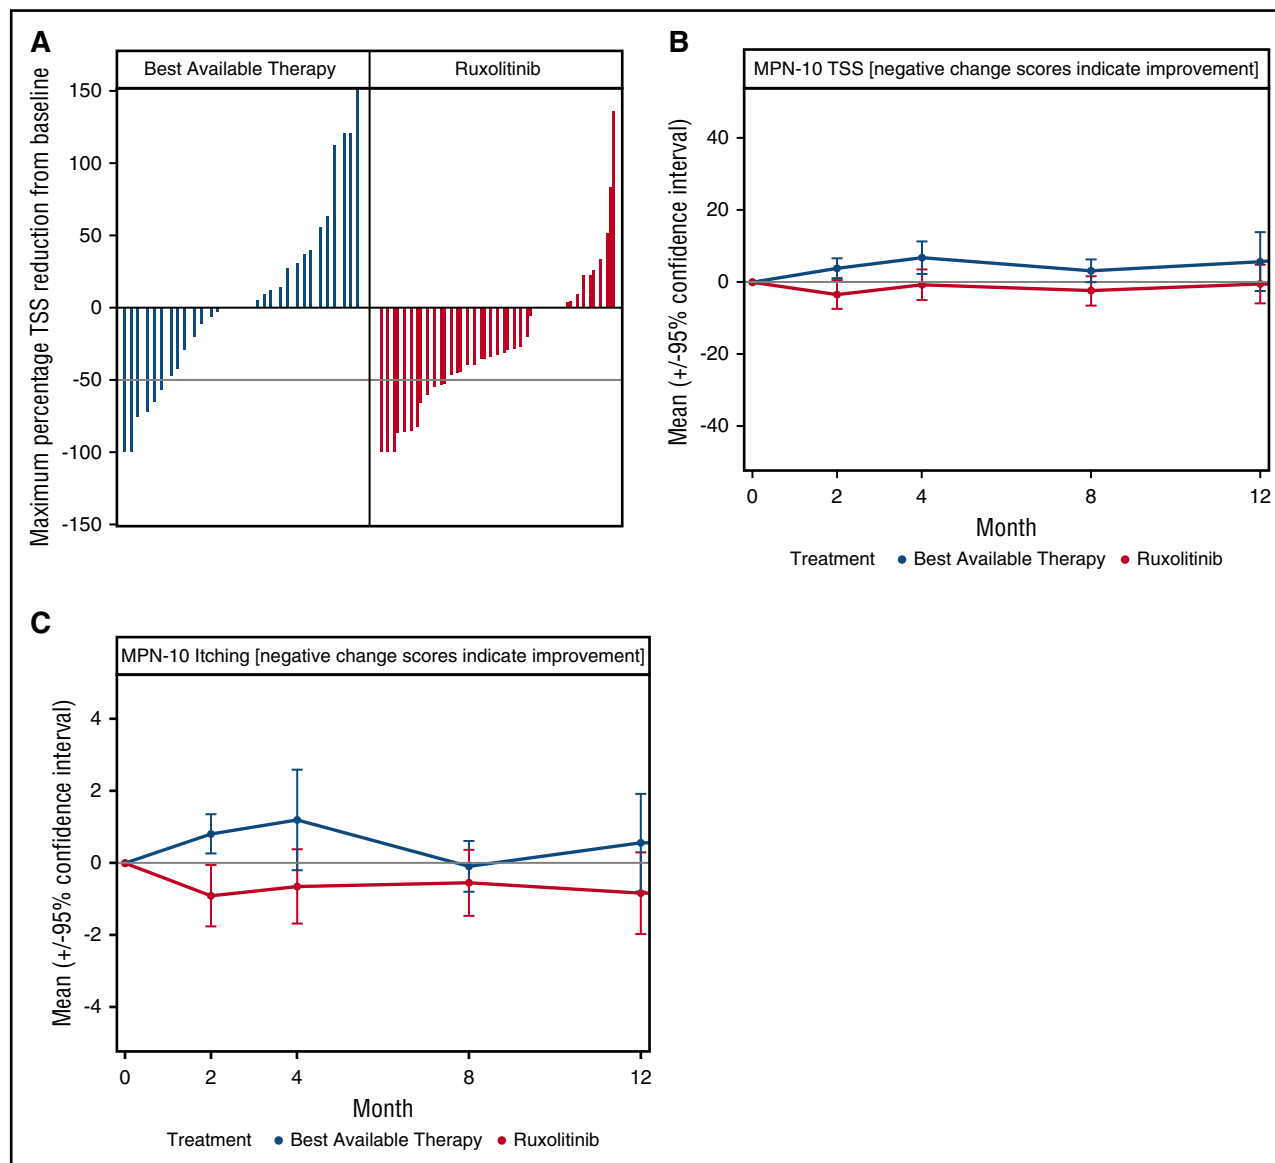 A
Best Available Therapy
Ruxolitinib
Maximum percentage TSS reduction from baseline
150
100
50
0
-50
-100
-150
B
MPN-10 TSS [negative change scores indicate improvement]
Mean (+/-95% confidence interval)
40
20
0
-20
-40
0 2 4 8 12
Month
Treatment Best Available Therapy Ruxolitinib
C
MPN-10 Itching [negative change scores indicate improvement]
Mean (+/-95% confidence interval)
4
2
0
-2
-4
0 2 4 8 12
Month
Treatment Best Available Therapy Ruxolitinib